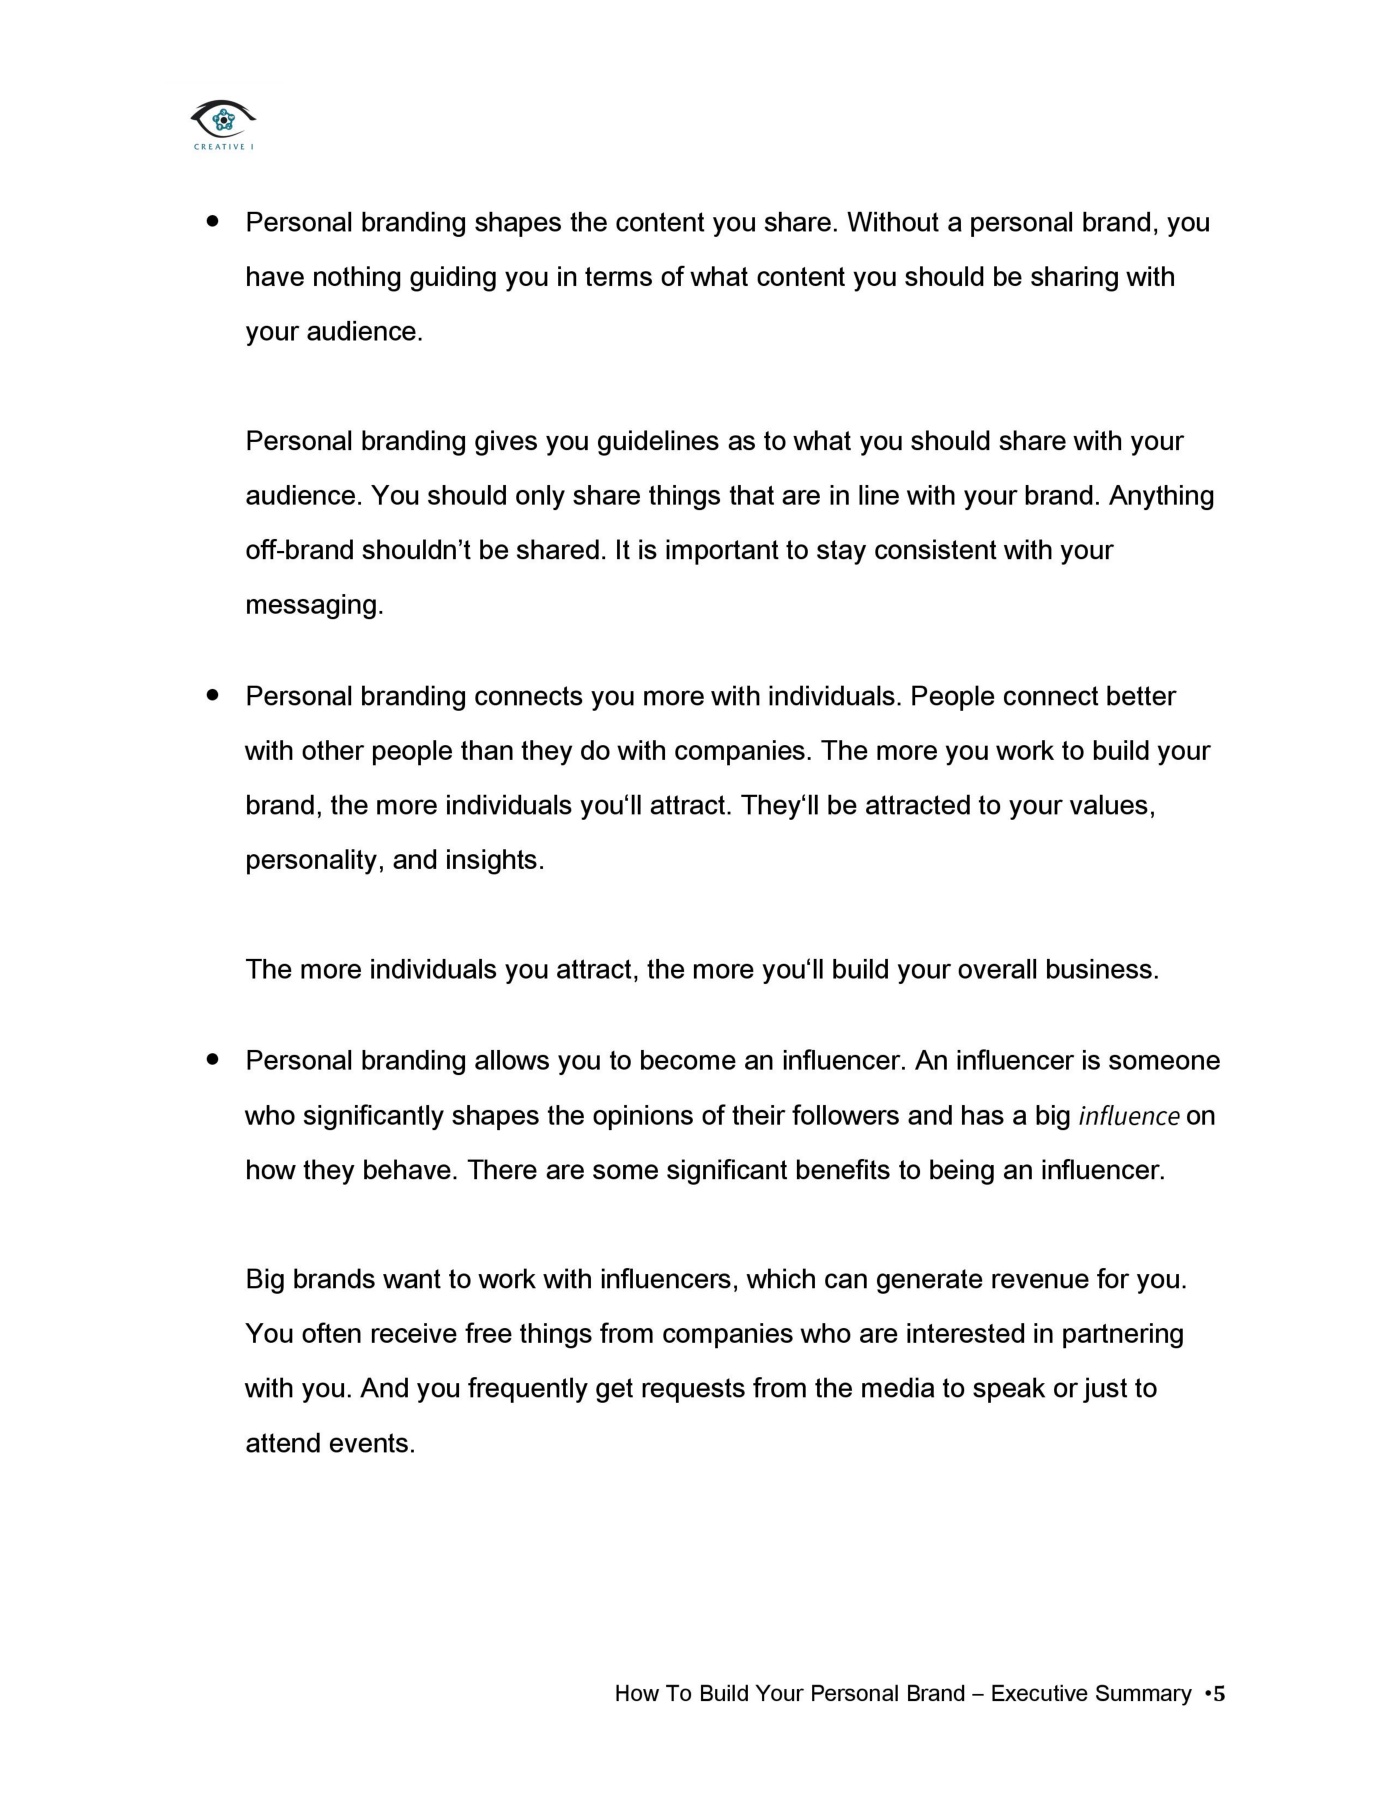 CREATIVE I
● Personal branding shapes the content you share. Without a personal brand, you
have nothing guiding you in terms of what content you should be sharing with
your audience.
Personal branding gives you guidelines as to what you should share with your
audience. You should only share things that are in line with your brand. Anything
off-brand shouldn’t be shared. It is important to stay consistent with your
messaging.
● Personal branding connects you more with individuals. People connect better
with other people than they do with companies. The more you work to build your
brand, the more individuals you‘ll attract. They‘ll be attracted to your values,
personality, and insights.
The more individuals you attract, the more you‘ll build your overall business.
● Personal branding allows you to become an influencer. An influencer is someone
who significantly shapes the opinions of their followers and has a big influence on
how they behave. There are some significant benefits to being an influencer.
Big brands want to work with influencers, which can generate revenue for you.
You often receive free things from companies who are interested in partnering
with you. And you frequently get requests from the media to speak or just to
attend events.
How To Build Your Personal Brand – Executive Summary •5